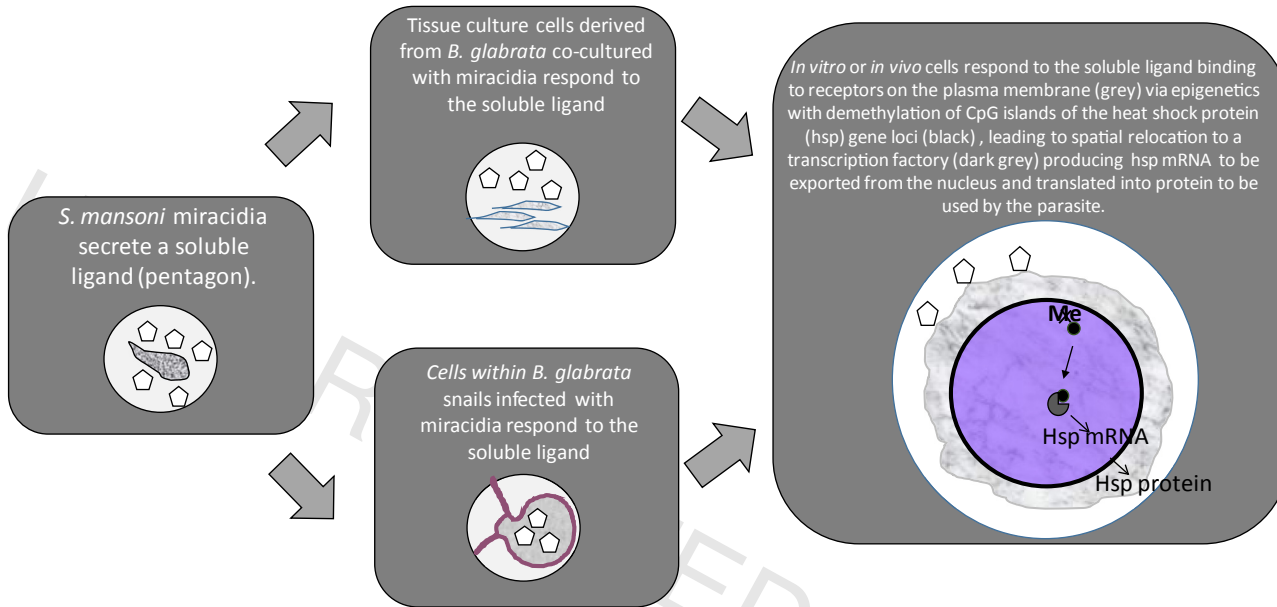 S. mansoni miracidia
secrete a soluble
ligand (pentagon).
Tissue culture cells derived
from B. glabrata co-cultured
with miracidia respond to
the soluble ligand
Cells within B. glabrata
snails infected with
miracidia respond to the
soluble ligand
In vitro or in vivo cells respond to the soluble ligand binding
to receptors on the plasma membrane (grey) via epigenetics
with demethylation of CpG islands of the heat shock protein
(hsp) gene loci (black) , leading to spatial relocation to a
transcription factory (dark grey) producing hsp mRNA to be
exported from the nucleus and translated into protein to be
used by the parasite.
Me
Hsp mRNA
Hsp protein